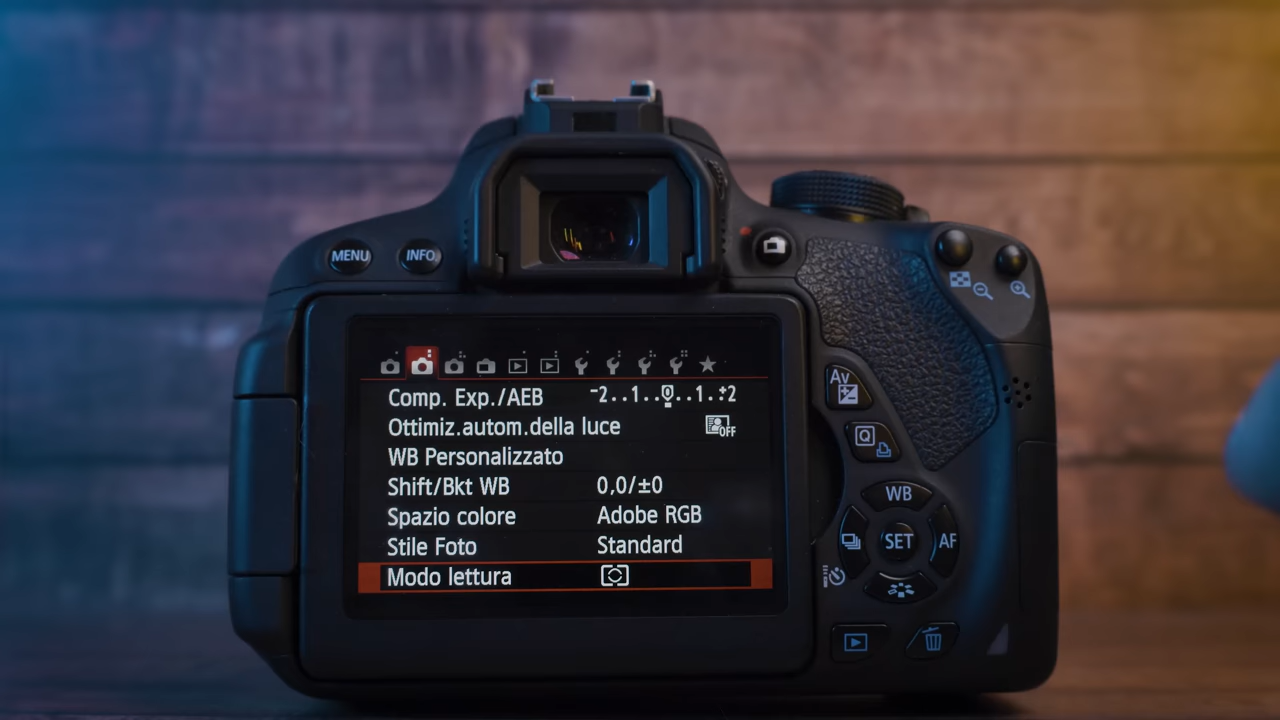 MENU INFO
Comp. Exp./AEB -2..1..0..1.:+2
Ottimiz.autom.della luce OFF
WB Personalizzato
Shift/Bkt WB 0,0/±0
Spazio colore Adobe RGB
Stile Foto Standard
Modo lettura
Av
Q
WB
SET AF